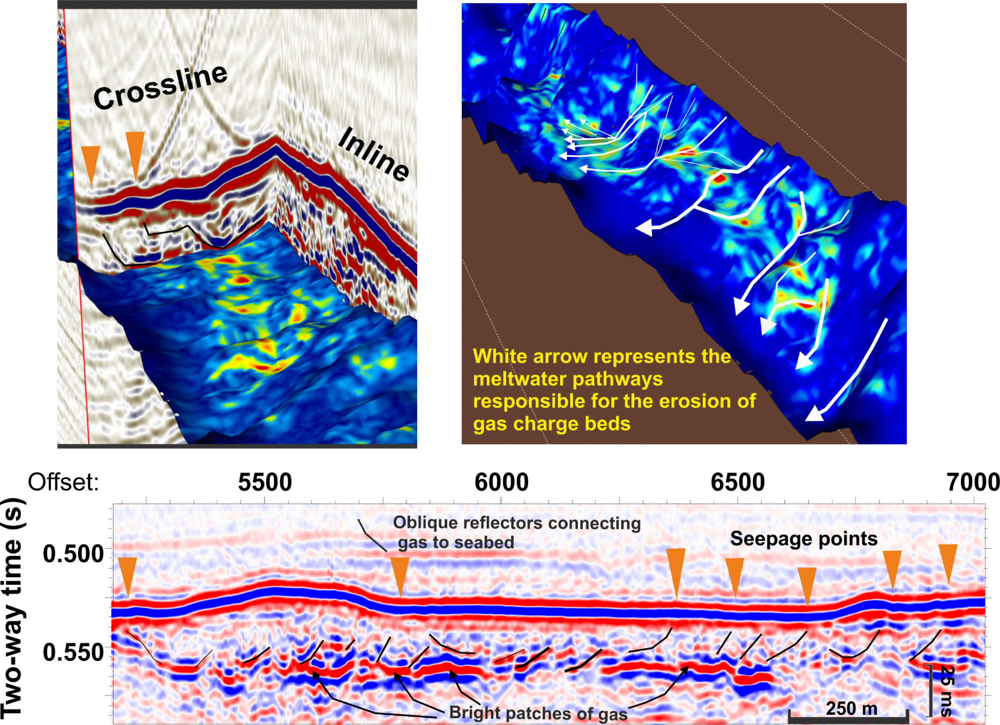 Crossline
Inline
White arrow represents the
meltwater pathways
responsible for the erosion of
gas charge beds
Offset:
5500
6000
6500
7000
Two-way time (s)
0.500
0.550
Oblique reflectors connecting
gas to seabed
Seepage points
Bright patches of gas
250 m
25 ms